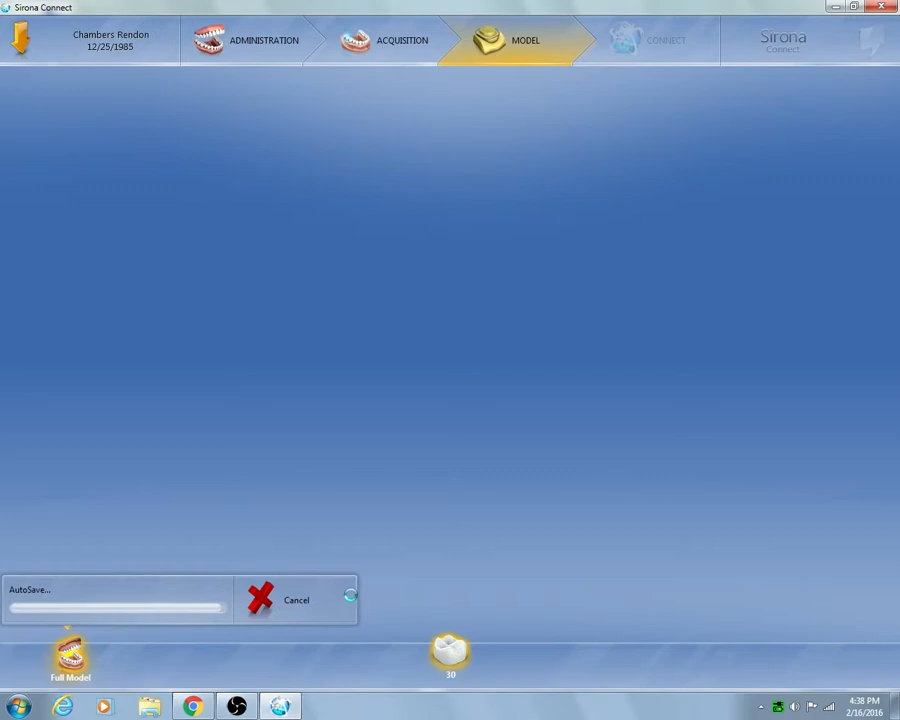 Sirona Connect
Chambers Rendon
12/25/1985
ADMINISTRATION
ACQUISITION
MODEL
CONNECT
Sirona
Connect
AutoSave...
Cancel
Full Model
30
4:38 PM
2/16/2016